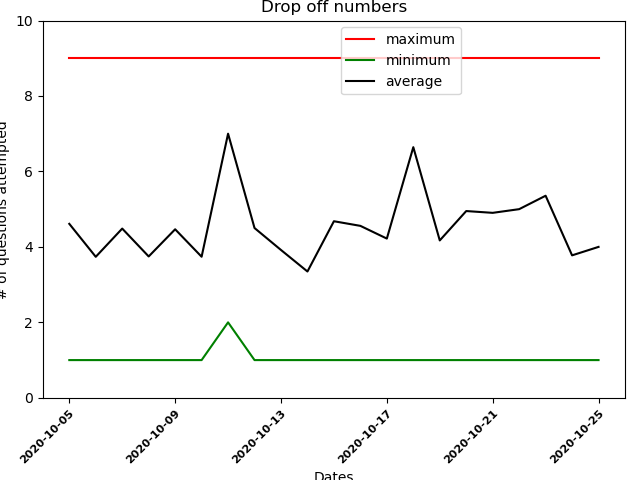 Drop off numbers
maximum
minimum
average
# of questions attempted
10
8
6
4
2
0
2020-10-05
2020-10-09
2020-10-13
2020-10-17
2020-10-21
2020-10-25
Dates